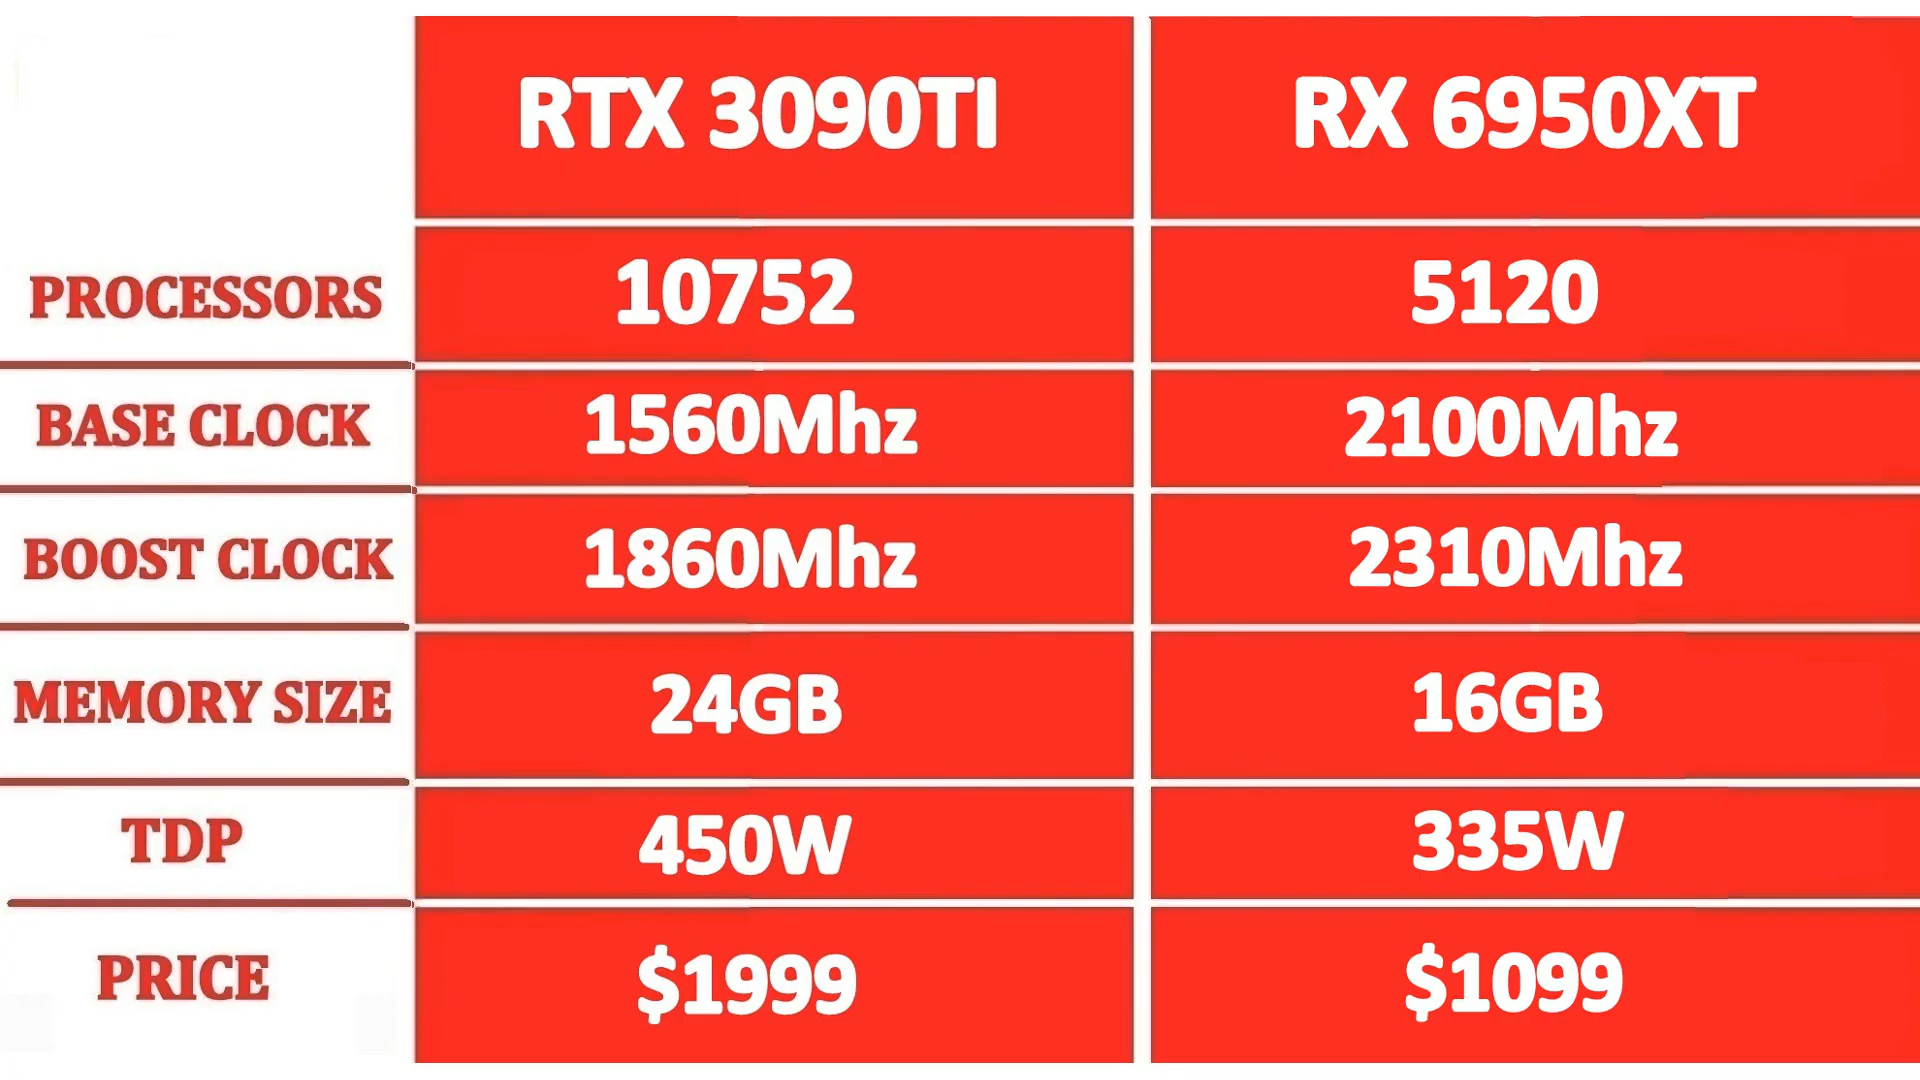 RTX 3090TI RX 6950XT
PROCESSORS 10752 5120
BASE CLOCK 1560Mhz 2100Mhz
BOOST CLOCK 1860Mhz 2310Mhz
MEMORY SIZE 24GB 16GB
TDP 450W 335W
PRICE $1999 $1099